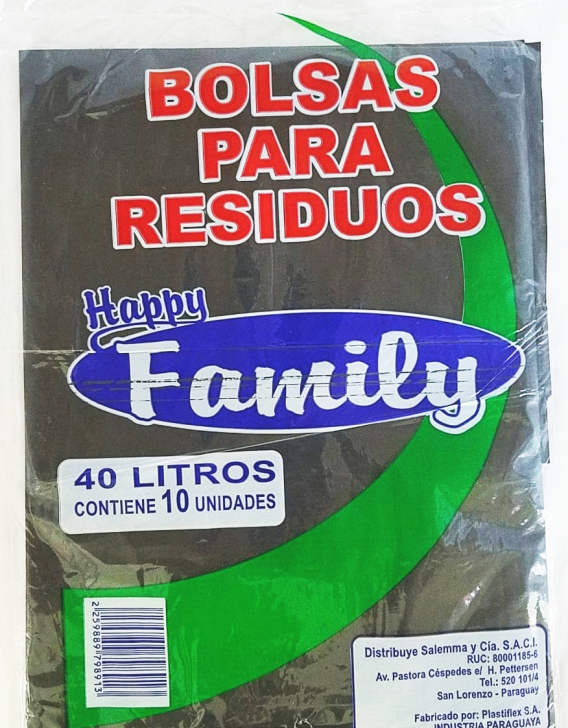 BOLSAS
PARA
RESIDUOS
Happy
Family
40 LITROS
CONTIENE 10 UNIDADES
Distribuye Salemma y Cía. S.A.C.I.
RUC: 80001185-6
Av. Pastora Céspedes e/ H. Pettersen
Tel.: 520 101/4
San Lorenzo - Paraguay
Fabricado por: Plastiflex S.A.
INDUSTRIA PARAGUAYA